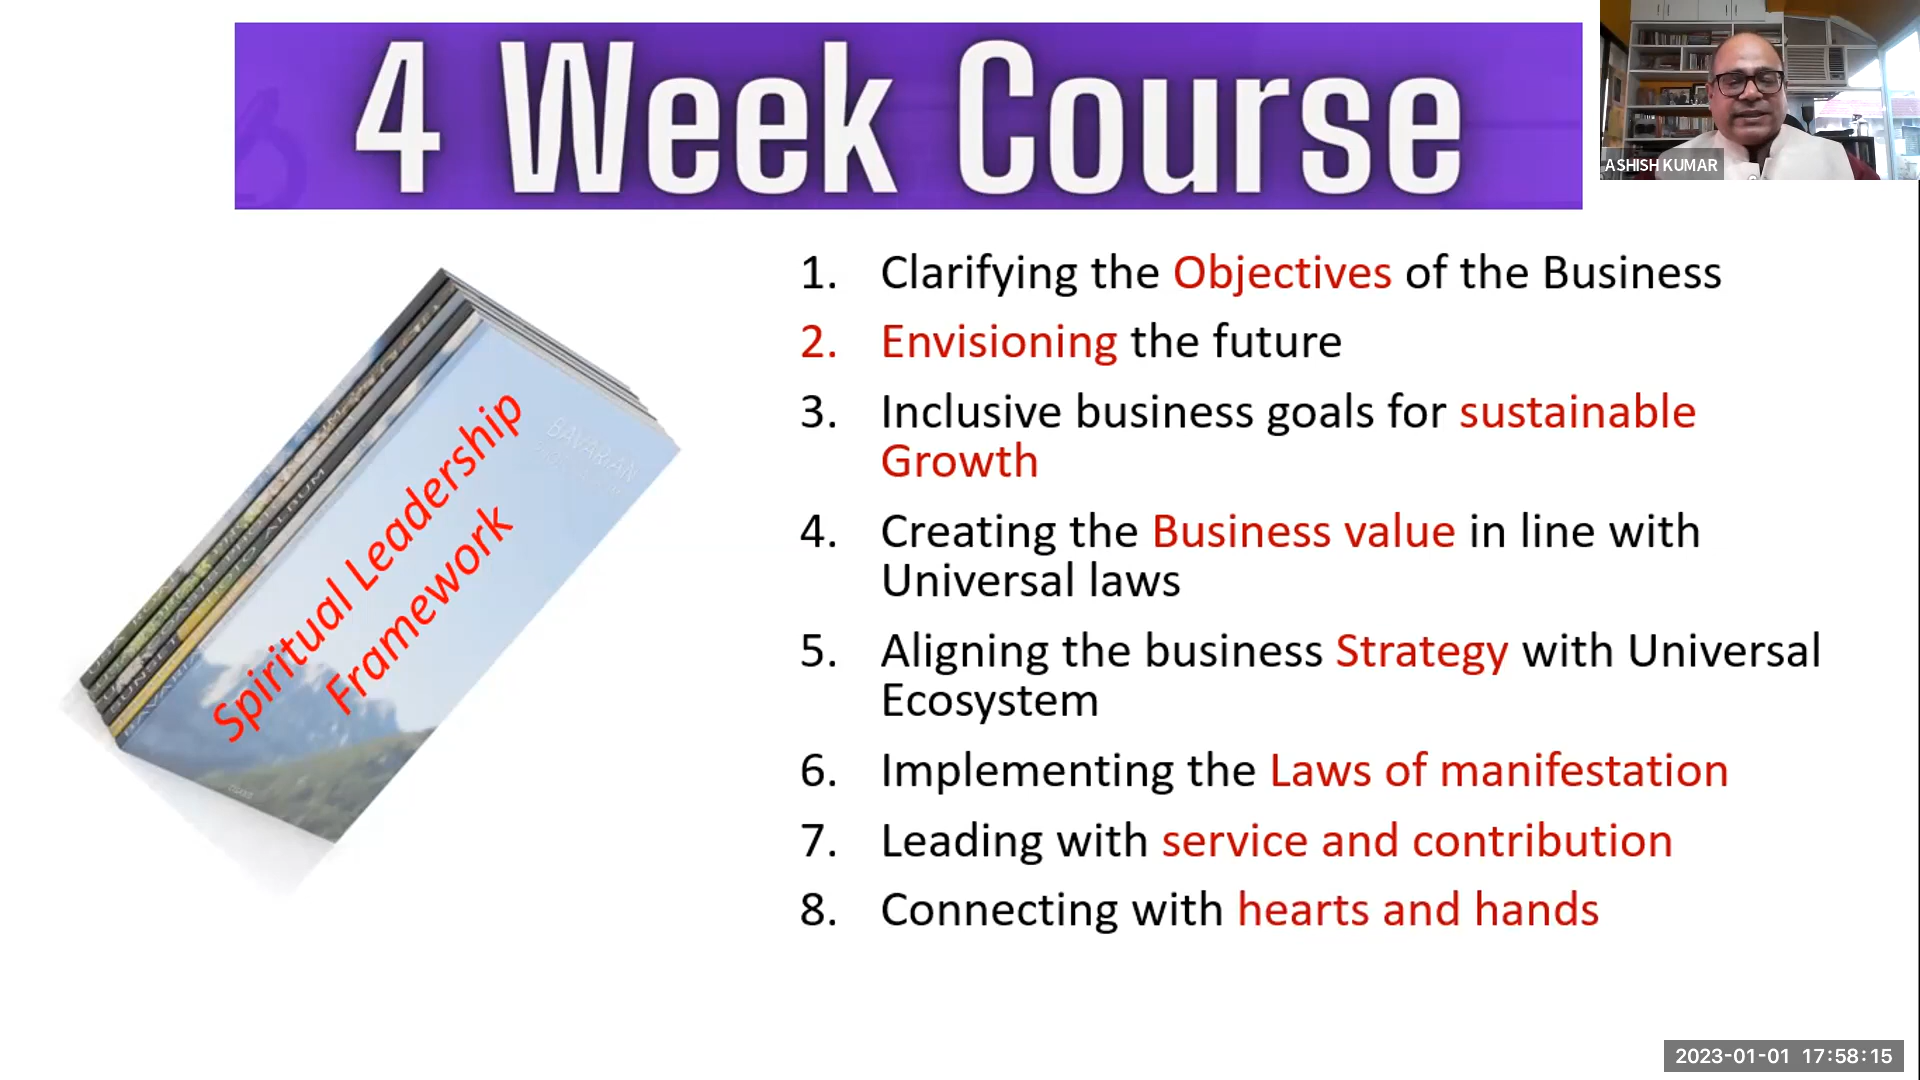 4 Week Course
ASHISH KUMAR
1. Clarifying the Objectives of the Business
2. Envisioning the future
3. Inclusive business goals for sustainable
Growth
4. Creating the Business value in line with
Universal laws
5. Aligning the business Strategy with Universal
Ecosystem
6. Implementing the Laws of manifestation
7. Leading with service and contribution
8. Connecting with hearts and hands
Spiritual Leadership
Framework
BAVARIAN
2023-01-01 17:58:15